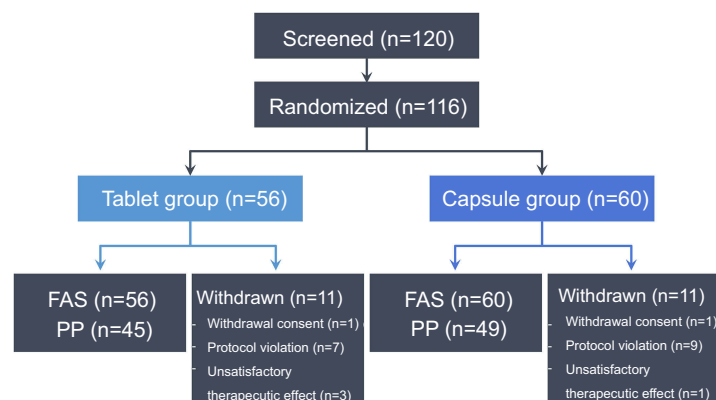 Screened (n=120)
Randomized (n=116)
Tablet group (n=56)
Capsule group (n=60)
FAS (n=56)
PP (n=45)
Withdrawn (n=11)
- Withdrawal consent (n=1)
- Protocol violation (n=7)
- Unsatisfactory
therapecutic effect (n=3)
FAS (n=60)
PP (n=49)
Withdrawn (n=11)
- Withdrawal consent (n=1)
- Protocol violation (n=9)
- Unsatisfactory
therapecutic effect (n=1)